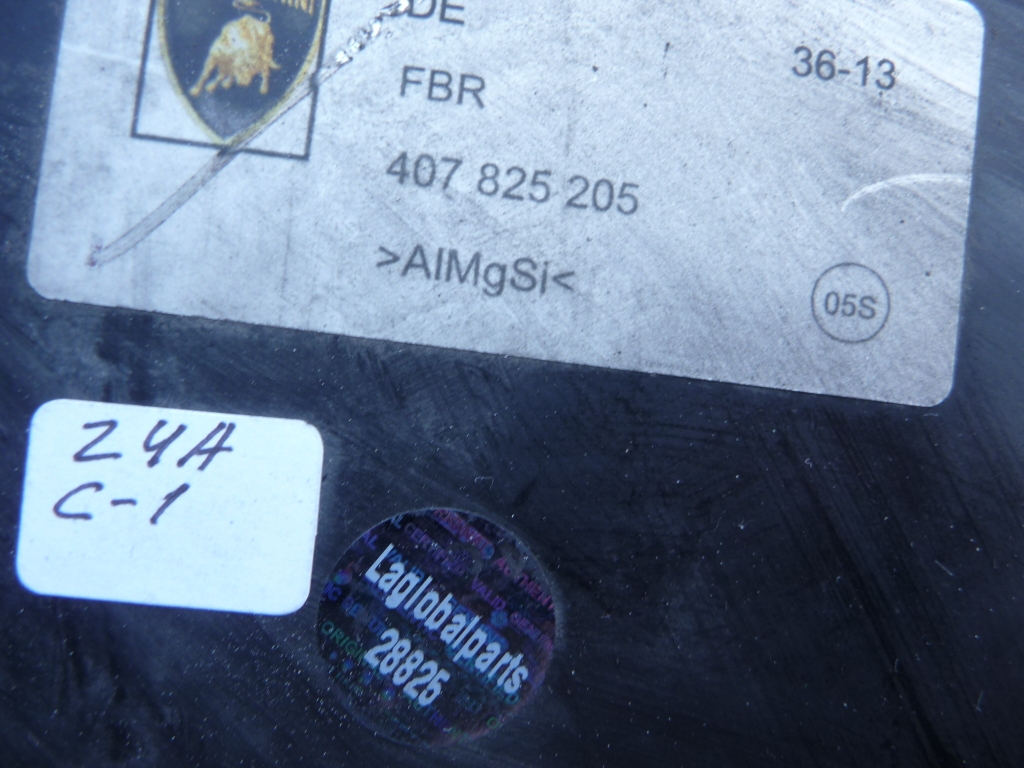 DE
36-13
FBR
407 825 205
>AlMgSi<
05S
Z4A
C-1
Laglobalparts
28825